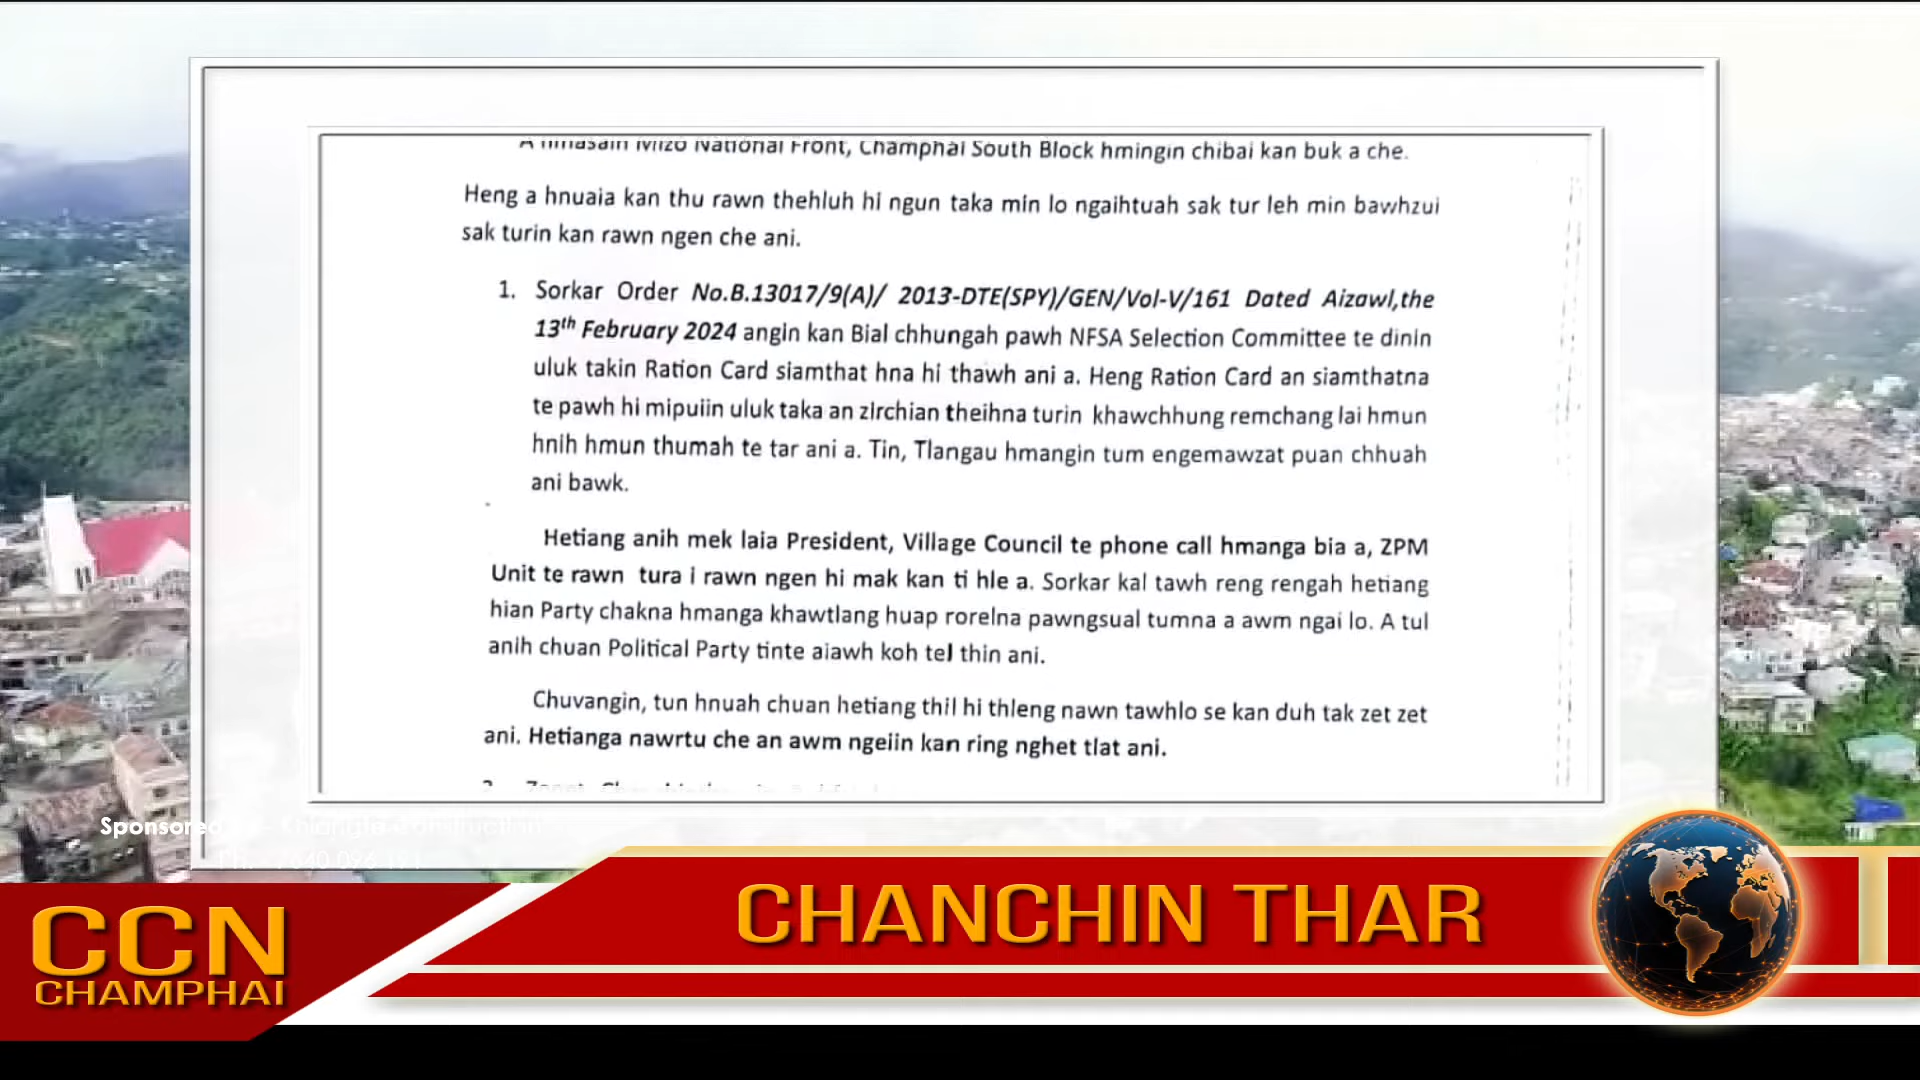 A hmasain Mizo National Front, Champhai South Block hmingin chibai kan buk a che.
Heng a hnuaia kan thu rawn thehluh hi ngun taka min lo ngaihtuah sak tur leh min bawhzui
sak turin kan rawn ngen che ani.
1. Sorkar Order No.B.13017/9(A)/ 2013-DTE(SPY)/GEN/Vol-V/161 Dated Aizawl,the
13th February 2024 angin kan Bial chhungah pawh NFSA Selection Committee te dinin
uluk takin Ration Card siamthat hna hi thawh ani a. Heng Ration Card an siamthatna
te pawh hi mipuiin uluk taka an zirchian theihna turin khawchhung remchang lai hmun
hnih hmun thumah te tar ani a. Tin, Tlangau hmangin tum engemawzat puan chhuah
ani bawk.
Hetiang anih mek laia President, Village Council te phone call hmanga bia a, ZPM
Unit te rawn tura i rawn ngen hi mak kan ti hle a. Sorkar kal tawh reng rengah hetiang
hian Party chakna hmanga khawtlang huap rorelna pawngsual tumna a awm ngai lo. A tul
anih chuan Political Party tinte aiawh koh tel thin ani.
Chuvangin, tun hnuah chuan hetiang thil hi thleng nawn tawhlo se kan duh tak zet zet
ani. Hetianga nawrtu che an awm ngeiin kan ring nghet tlat ani.
Sponsored
Construction
CHANCHIN THAR
CCN
CHAMPHAI